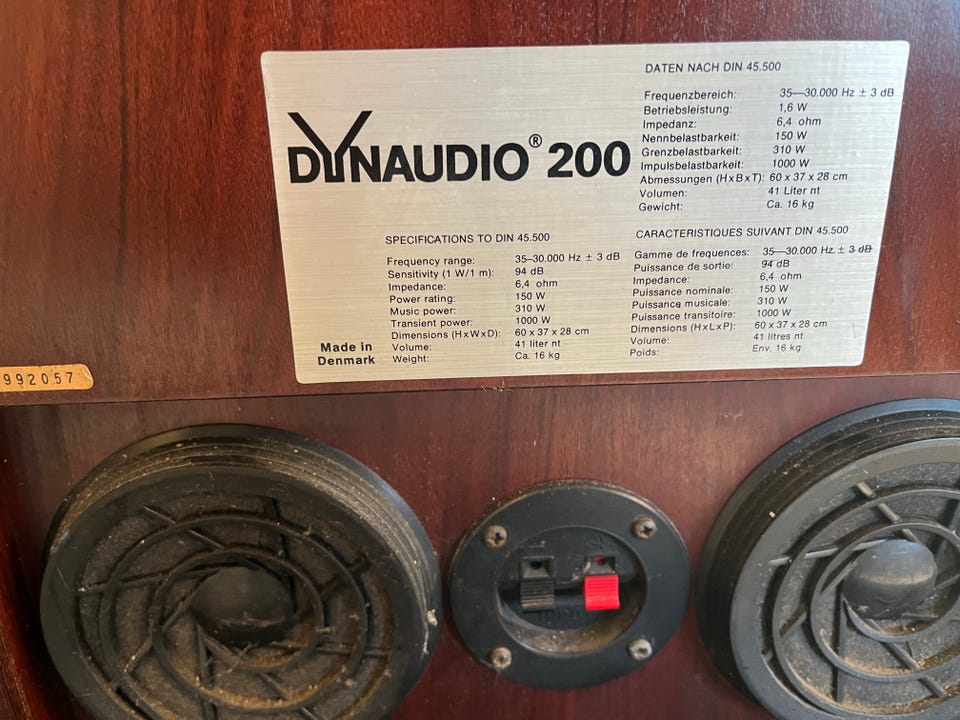 DYNAUDIO® 200
DATEN NACH DIN 45.500
Frequenzbereich: 35—30.000 Hz ± 3 dB
Betriebsleistung: 1,6 W
Impedanz: 6,4 ohm
Nennbelastbarkeit: 150 W
Grenzbelastbarkeit: 310 W
Impulsbelastbarkeit: 1000 W
Abmessungen (HxBxT): 60 x 37 x 28 cm
Volumen: 41 Liter nt
Gewicht: Ca. 16 kg
SPECIFICATIONS TO DIN 45.500
Frequency range: 35—30.000 Hz ± 3 dB
Sensitivity (1 W/1 m): 94 dB
Impedance: 6,4 ohm
Power rating: 150 W
Music power: 310 W
Transient power: 1000 W
Dimensions (HxWxD): 60 x 37 x 28 cm
Volume: 41 liter nt
Weight: Ca. 16 kg
CARACTERISTIQUES SUIVANT DIN 45.500
Gamme de frequences: 35—30.000 Hz ± 3 dB
Puissance de sortie: 94 dB
Impedance: 6,4 ohm
Puissance nominale: 150 W
Puissance musicale: 310 W
Puissance transitoire: 1000 W
Dimensions (HxLxP): 60 x 37 x 28 cm
Volume: 41 litres nt
Poids: Env. 16 kg
Made in
Denmark
992057